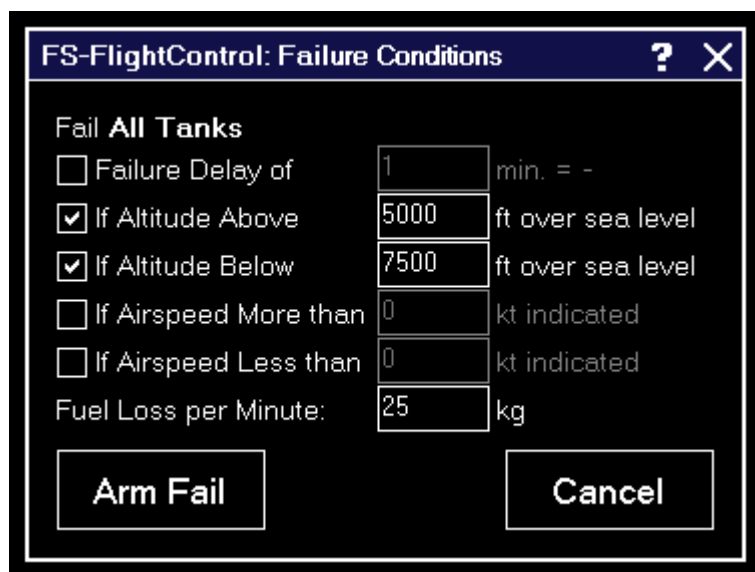 FS-FlightControl: Failure Conditions ? X
Fail All Tanks
Failure Delay of 1 min. = -
If Altitude Above 5000 ft over sea level
If Altitude Below 7500 ft over sea level
If Airspeed More than 0 kt indicated
If Airspeed Less than 0 kt indicated
Fuel Loss per Minute: 25 kg
Arm Fail Cancel